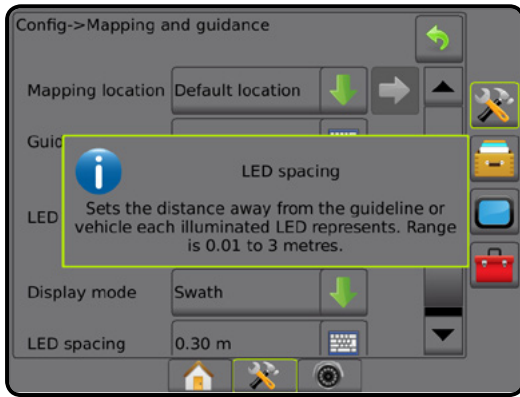 Config->Mapping and guidance
Mapping location Default location
Guid
LED spacing
Sets the distance away from the guideline or
LED
vehicle each illuminated LED represents. Range
is 0.01 to 3 metres.
Display mode Swath
LED spacing 0.30 m